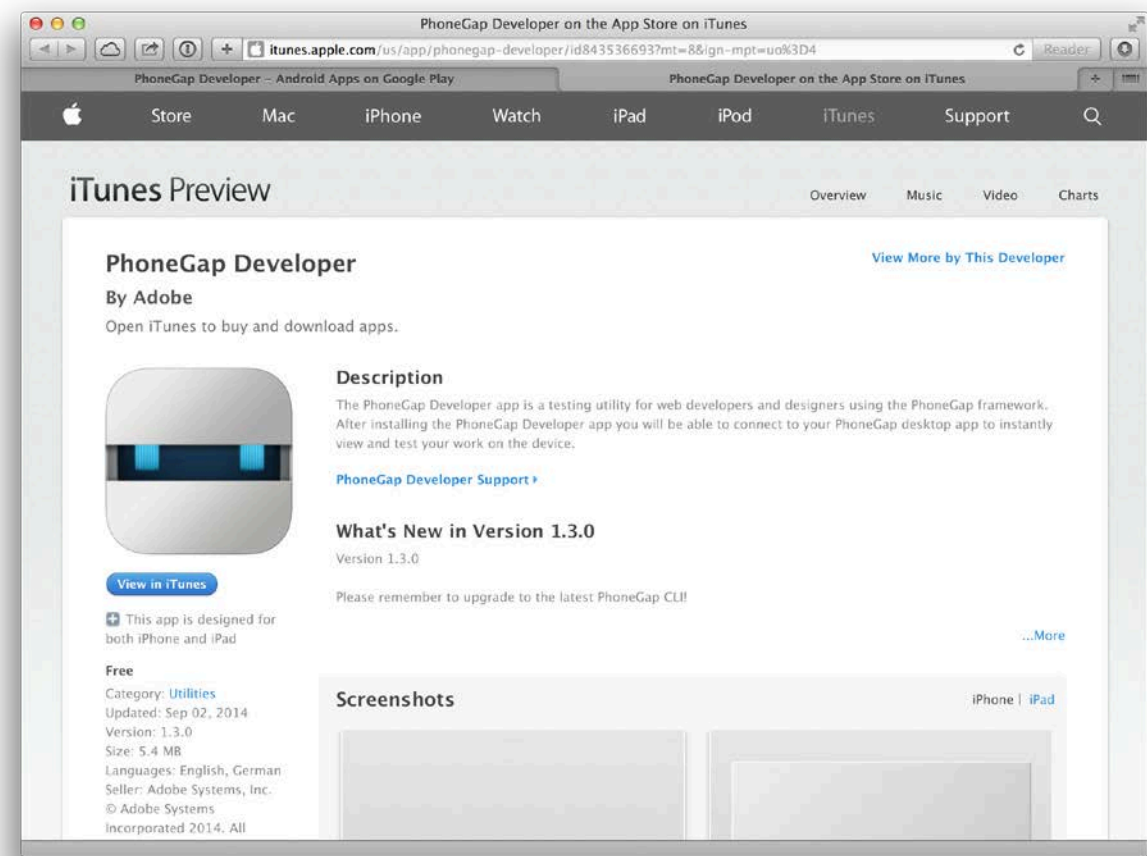 PhoneGap Developer on the App Store on iTunes
itunes.apple.com/us/app/phonegap-developer/id843536693?mt=8&ign-mpt=uo%3D4
Reader
PhoneGap Developer – Android Apps on Google Play
PhoneGap Developer on the App Store on iTunes
Store Mac iPhone Watch iPad iPod iTunes Support
iTunes Preview
Overview Music Video Charts
PhoneGap Developer
View More by This Developer
By Adobe
Open iTunes to buy and download apps.
Description
The PhoneGap Developer app is a testing utility for web developers and designers using the PhoneGap framework.
After installing the PhoneGap Developer app you will be able to connect to your PhoneGap desktop app to instantly
view and test your work on the device.
PhoneGap Developer Support
What's New in Version 1.3.0
Version 1.3.0
Please remember to upgrade to the latest PhoneGap CLI!
...More
View in iTunes
This app is designed for
both iPhone and iPad
Free
Category: Utilities
Updated: Sep 02, 2014
Version: 1.3.0
Size: 5.4 MB
Languages: English, German
Seller: Adobe Systems, Inc.
© Adobe Systems
Incorporated 2014. All
Screenshots
iPhone | iPad